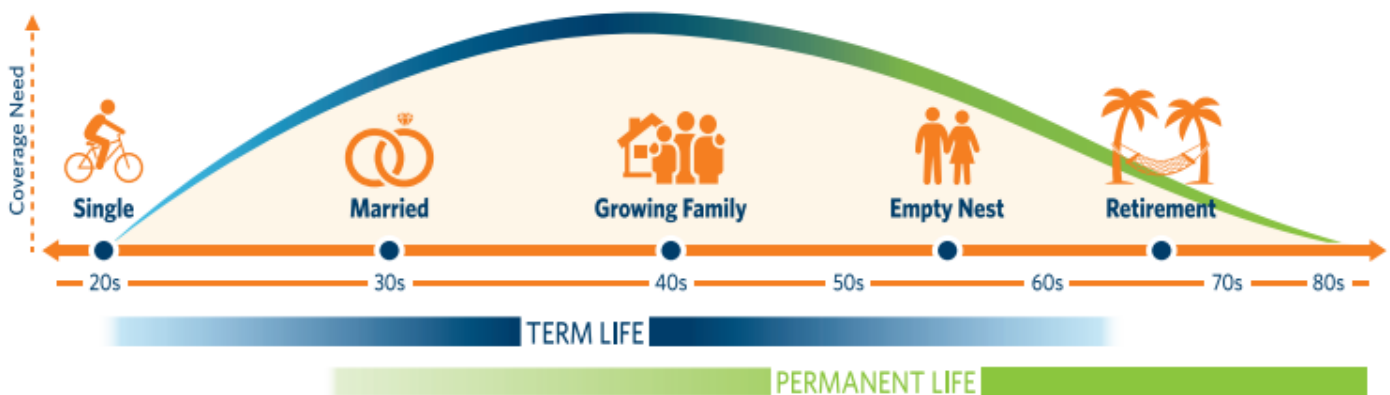 Coverage Need
Single
Married
Growing Family
Empty Nest
Retirement
20s
30s
40s
50s
60s
70s
80s
TERM LIFE
PERMANENT LIFE